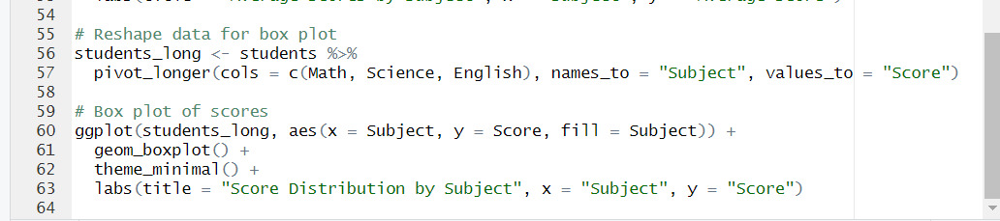 54
55 # Reshape data for box plot
56 students_long <- students %>%
57   pivot_longer(cols = c(Math, Science, English), names_to = "Subject", values_to = "Score")
58
59 # Box plot of scores
60 ggplot(students_long, aes(x = Subject, y = Score, fill = Subject)) +
61   geom_boxplot() +
62   theme_minimal() +
63   labs(title = "Score Distribution by Subject", x = "Subject", y = "Score")
64